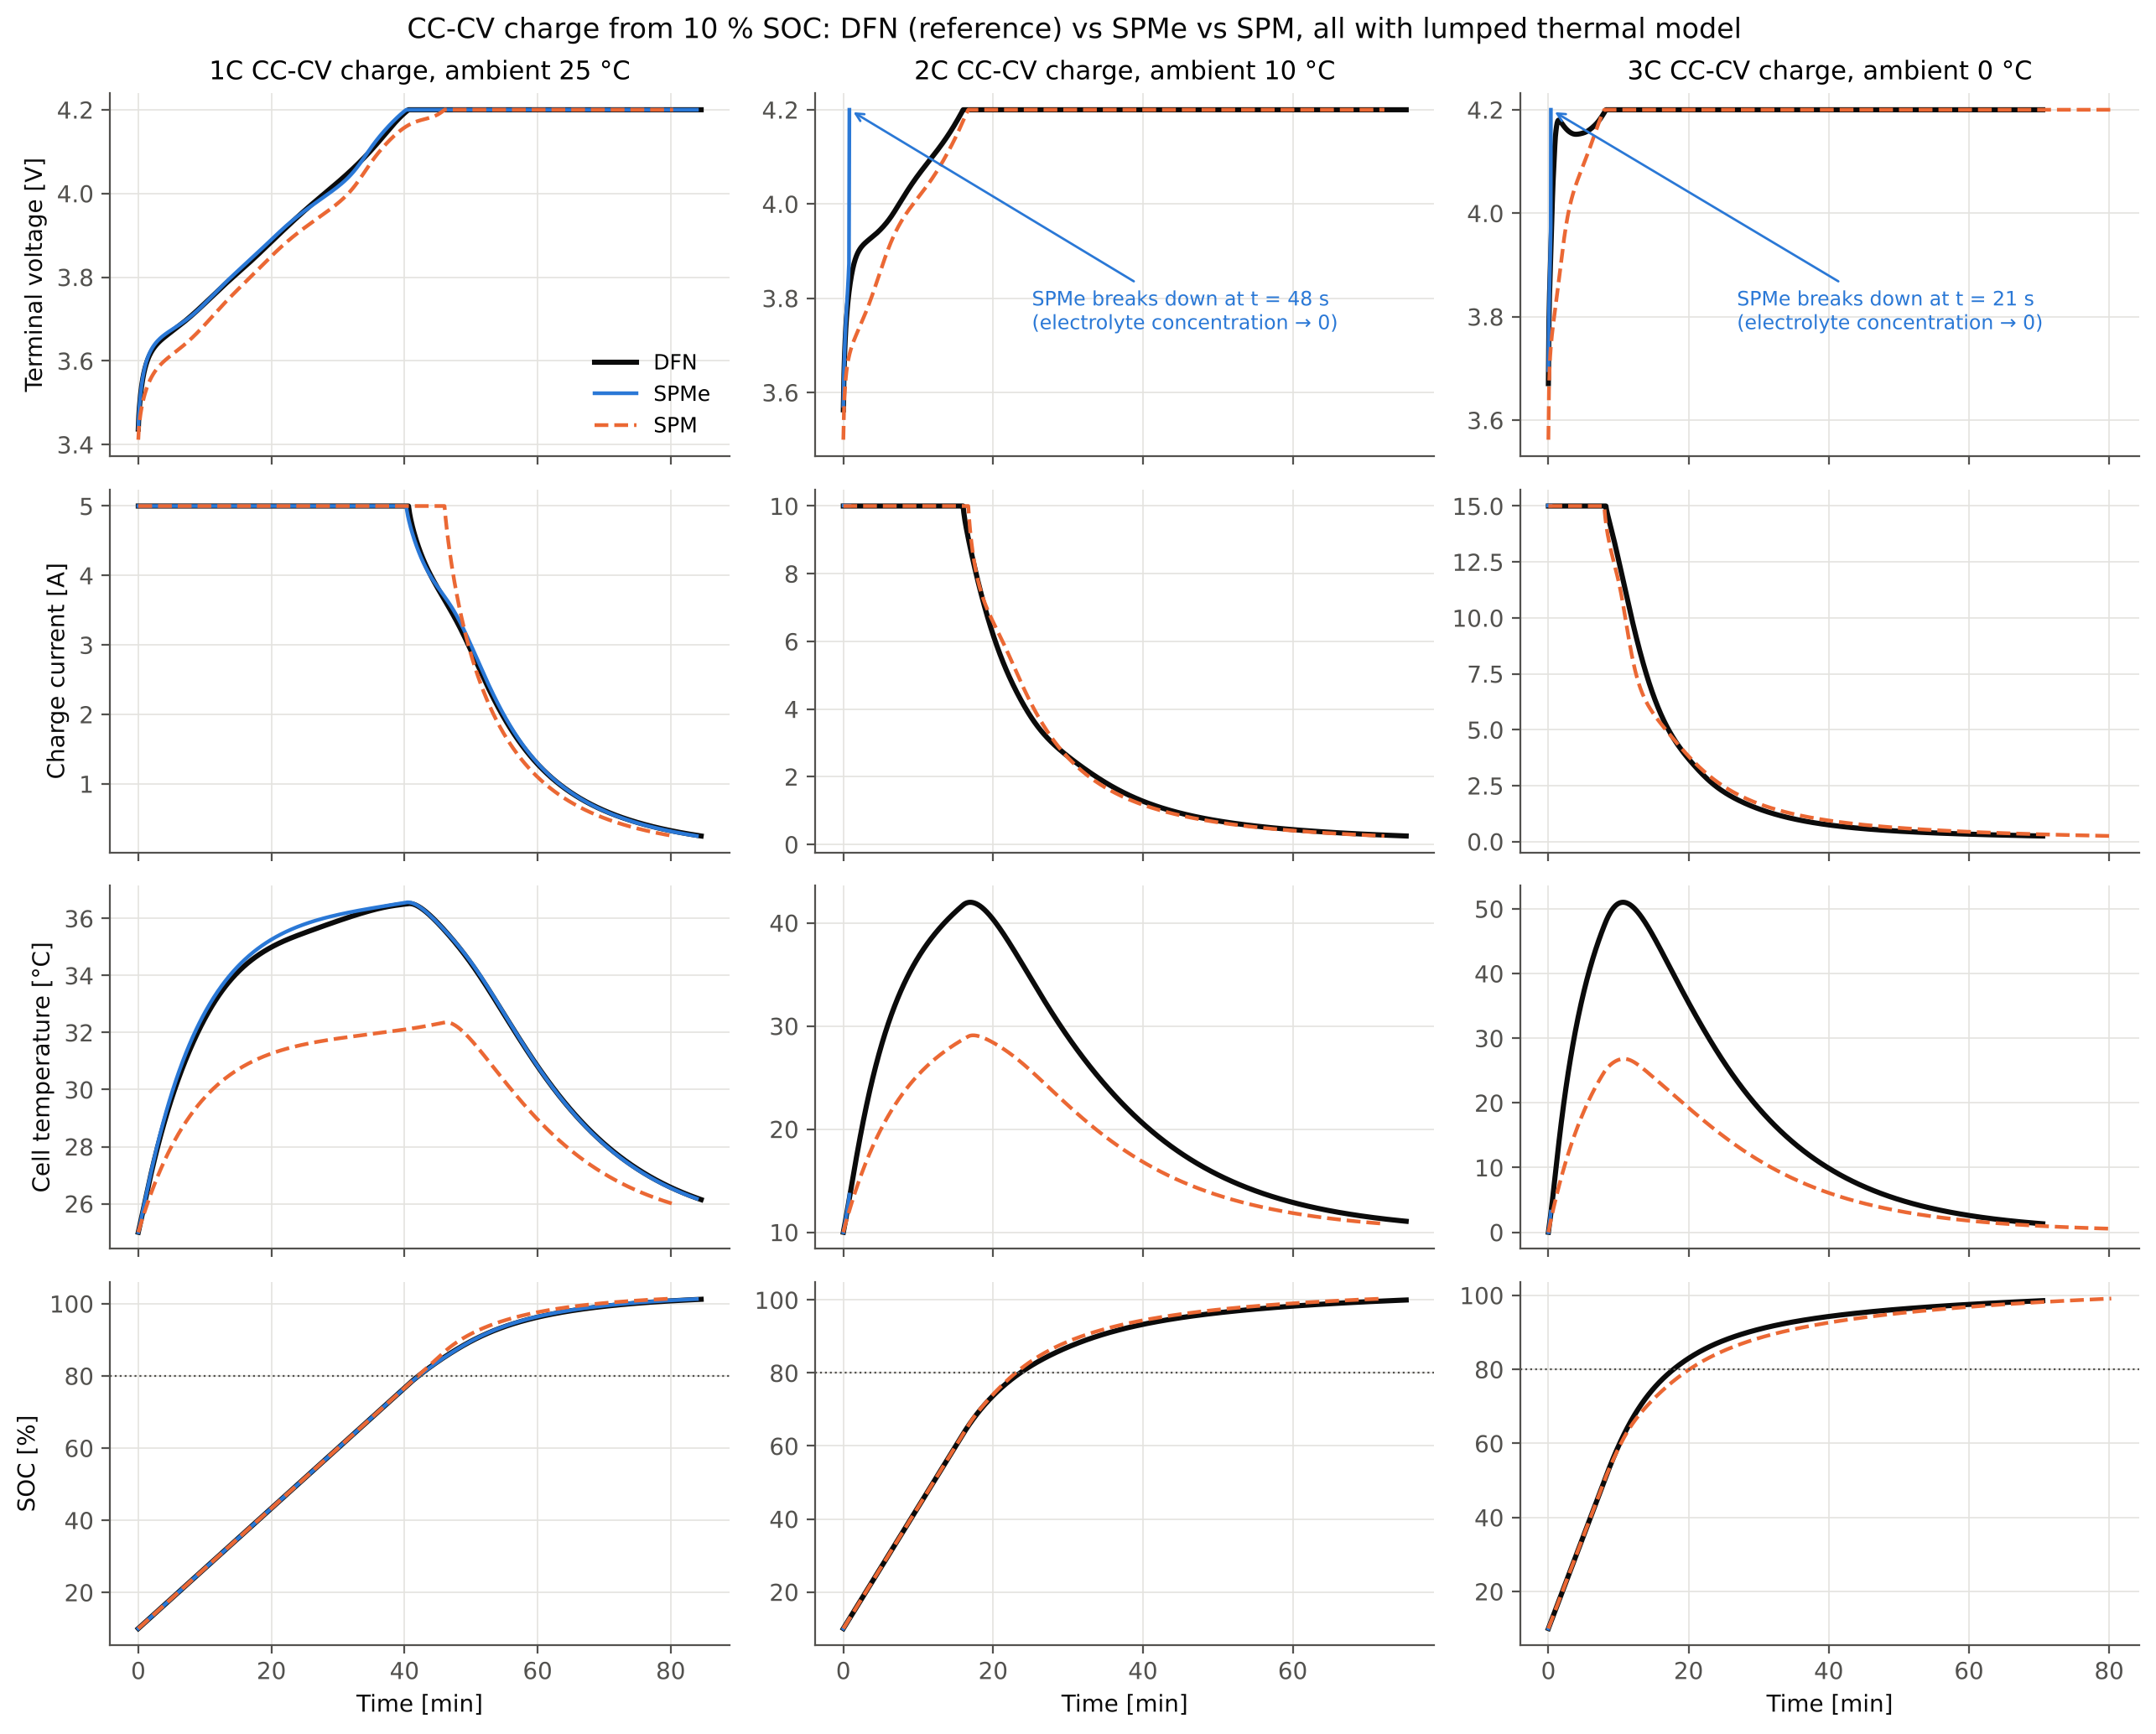 CC-CV charge from 10 % SOC: DFN (reference) vs SPMe vs SPM, all with lumped thermal model
1C CC-CV charge, ambient 25 °C
2C CC-CV charge, ambient 10 °C
3C CC-CV charge, ambient 0 °C
Terminal voltage [V]
4.2
4.0
3.8
3.6
3.4
DFN
SPMe
SPM
4.2
4.0
3.8
3.6
SPMe breaks down at t = 48 s
(electrolyte concentration → 0)
4.2
4.0
3.8
3.6
SPMe breaks down at t = 21 s
(electrolyte concentration → 0)
Charge current [A]
5
4
3
2
1
10
8
6
4
2
0
15.0
12.5
10.0
7.5
5.0
2.5
0.0
Cell temperature [°C]
36
34
32
30
28
26
40
30
20
10
50
40
30
20
10
0
SOC [%]
100
80
60
40
20
100
80
60
40
20
100
80
60
40
20
0 20 40 60 80
0 20 40 60
0 20 40 60 80
Time [min]
Time [min]
Time [min]